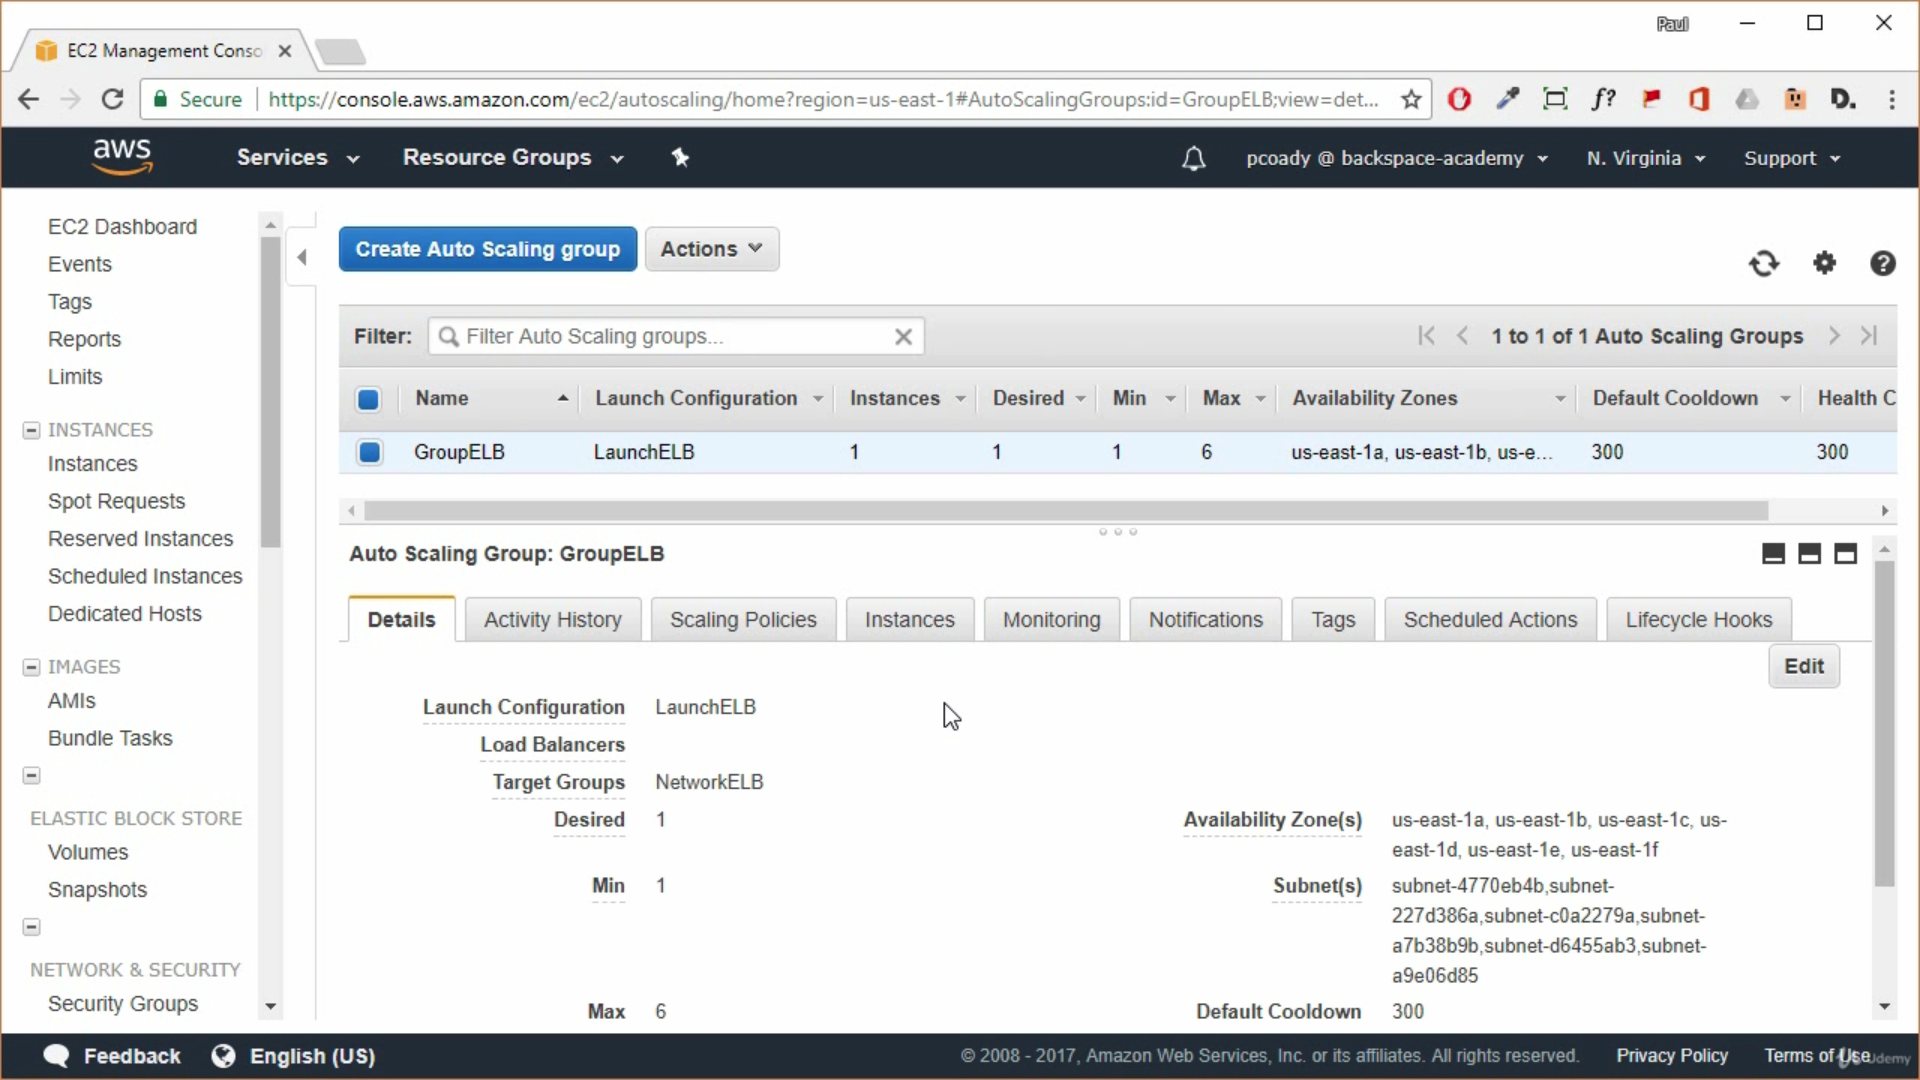 Paul
EC2 Management Conso
Secure
https://console.aws.amazon.com/ec2/autoscaling/home?region=us-east-1#AutoScalingGroups:id=GroupELB;view=det...
f?
D.
aws
Services
Resource Groups
pcoady @ backspace-academy
N. Virginia
Support
EC2 Dashboard
Events
Tags
Reports
Limits
INSTANCES
Instances
Spot Requests
Reserved Instances
Scheduled Instances
Dedicated Hosts
IMAGES
AMIs
Bundle Tasks
ELASTIC BLOCK STORE
Volumes
Snapshots
NETWORK & SECURITY
Security Groups
Create Auto Scaling group
Actions
Filter:
Filter Auto Scaling groups...
1 to 1 of 1 Auto Scaling Groups
Name Launch Configuration Instances Desired Min Max Availability Zones Default Cooldown Health C
GroupELB LaunchELB 1 1 1 6 us-east-1a, us-east-1b, us-e... 300 300
Auto Scaling Group: GroupELB
Details Activity History Scaling Policies Instances Monitoring Notifications Tags Scheduled Actions Lifecycle Hooks
Edit
Launch Configuration LaunchELB
Load Balancers
Target Groups NetworkELB
Desired 1
Availability Zone(s) us-east-1a, us-east-1b, us-east-1c, us-
east-1d, us-east-1e, us-east-1f
Min 1
Subnet(s) subnet-4770eb4b,subnet-
227d386a,subnet-c0a2279a,subnet-
a7b38b9b,subnet-d6455ab3,subnet-
a9e06d85
Max 6
Default Cooldown 300
Feedback
English (US)
© 2008 - 2017, Amazon Web Services, Inc. or its affiliates. All rights reserved.
Privacy Policy
Terms of Use
Udemy